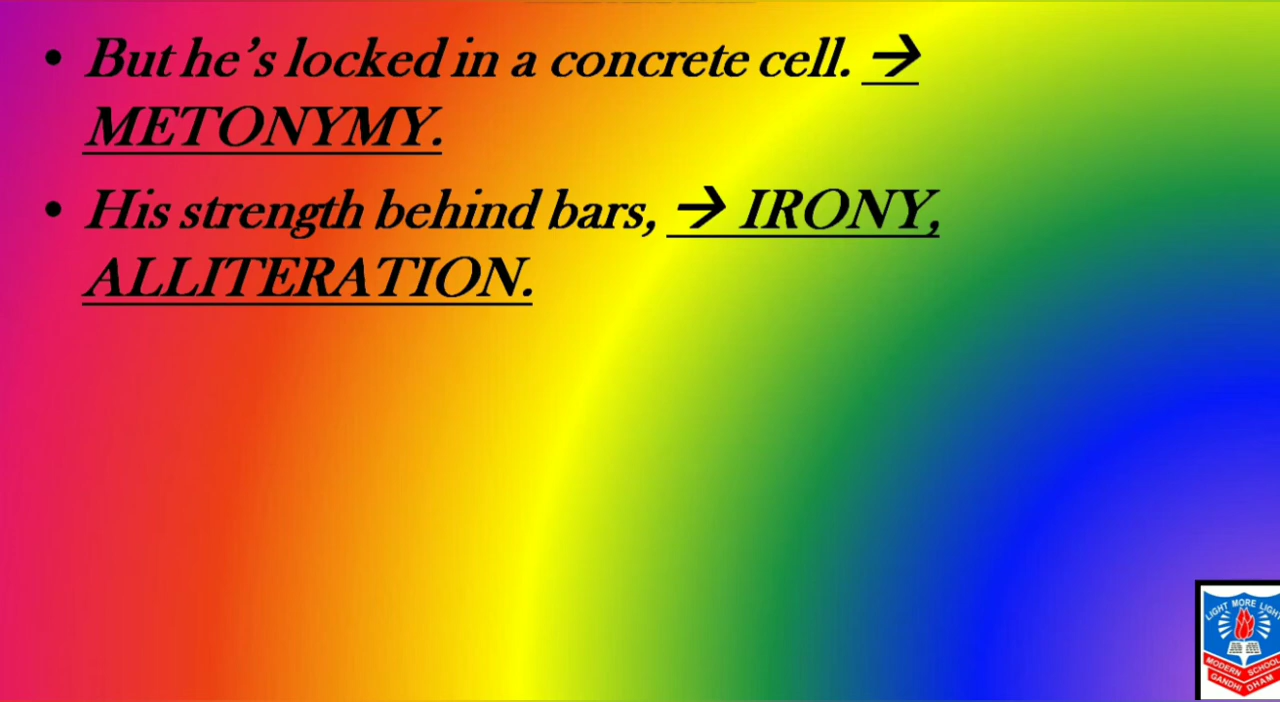 • But he's locked in a concrete cell. →
METONYMY.
• His strength behind bars, → IRONY,
ALLITERATION.
LIGHT MORE LIGHT
MODERN SCHOOL
GANDHI DHAM